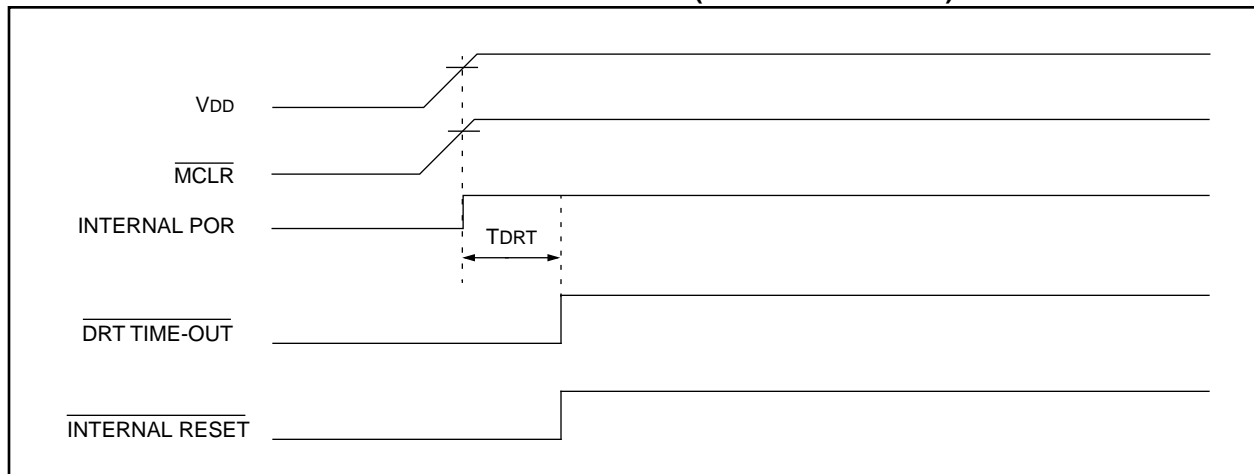 VDD
MCLR
INTERNAL POR
TDRT
DRT TIME-OUT
INTERNAL RESET